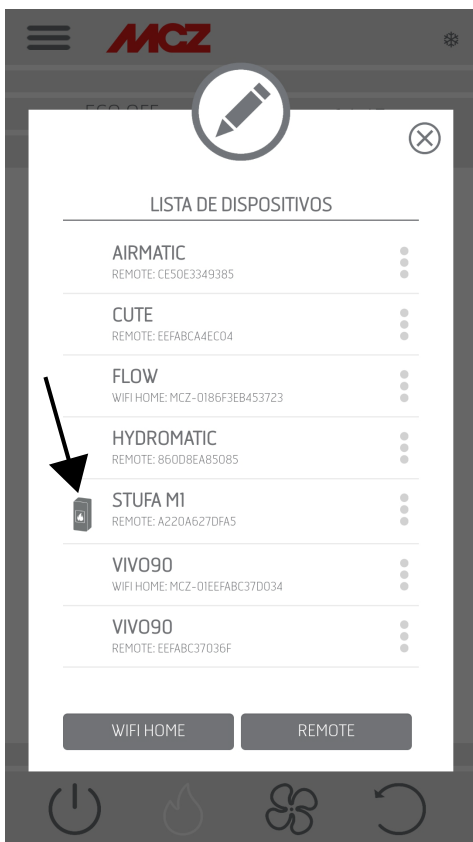 MCZ
LISTA DE DISPOSITIVOS
AIRMATIC
REMOTE: CE50E3349385
CUTE
REMOTE: EEFABCA4EC04
FLOW
WIFI HOME: MCZ-0186F3EB453723
HYDROMATIC
REMOTE: 860D8EA85085
STUFA M1
REMOTE: A220A627DFA5
VIVO90
WIFI HOME: MCZ-01EEFABC37D034
VIVO90
REMOTE: EEFABC37036F
WIFI HOME
REMOTE